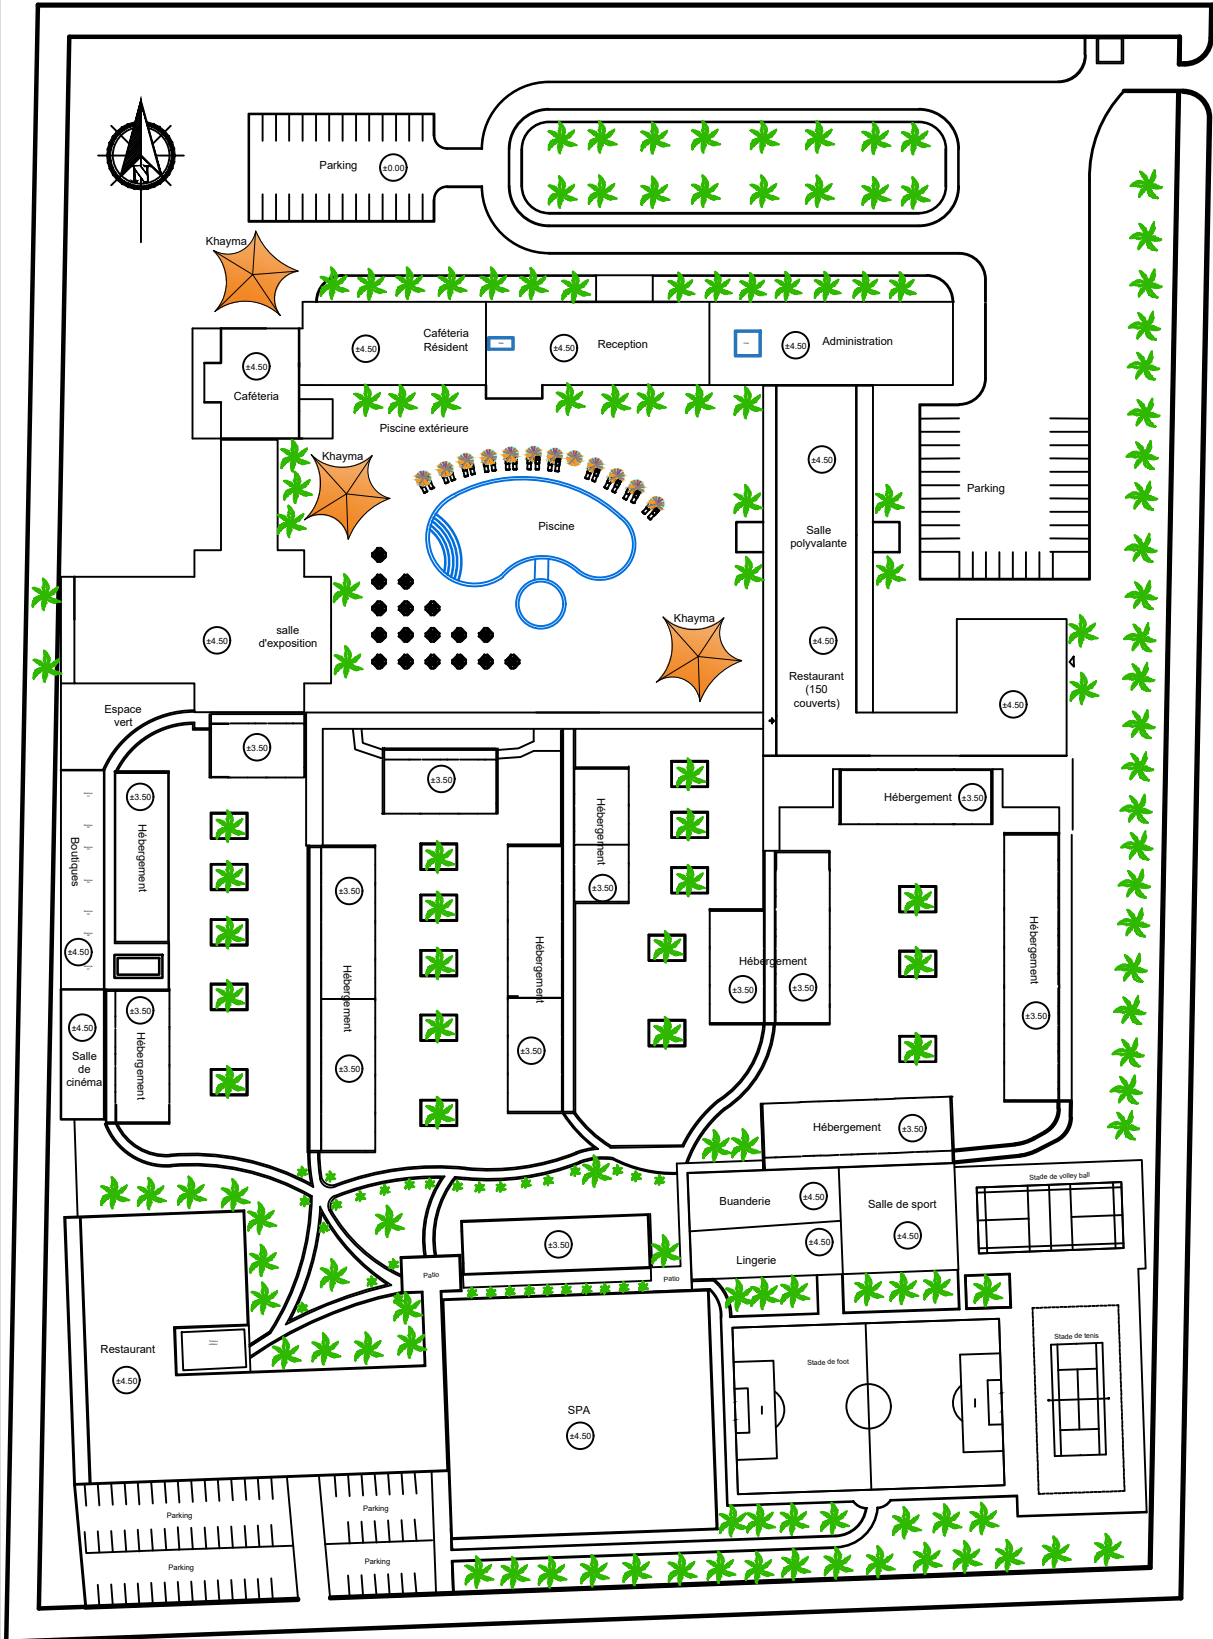 Parking
±0.00
N
Khayma
Caféteria
Résident
±4.50
±4.50
Reception
±4.50
Administration
±4.50
Caféteria
Piscine extérieure
Khayma
±4.50
Parking
Piscine
Salle
polyvalante
Khayma
salle
d'exposition
±4.50
±4.50
Restaurant
(150
couverts)
±4.50
Espace
vert
±3.50
±3.50
±3.50
Hébergement
Boutiques
±4.50
Hébergement
±3.50
Hébergement
±3.50
±3.50
Hébergement
±3.50
Hébergement
±3.50
Hébergement
±3.50
±3.50
Hébergement
±3.50
±4.50
Salle
de
cinéma
±3.50
Hébergement
Hébergement
±3.50
Buanderie
±4.50
Salle de sport
±4.50
Stade de volley ball
Lingerie
±4.50
±3.50
Patio
Patio
Restaurant
±4.50
Stade de foot
Stade de tenis
SPA
±4.50
Parking
Parking
Parking
Parking